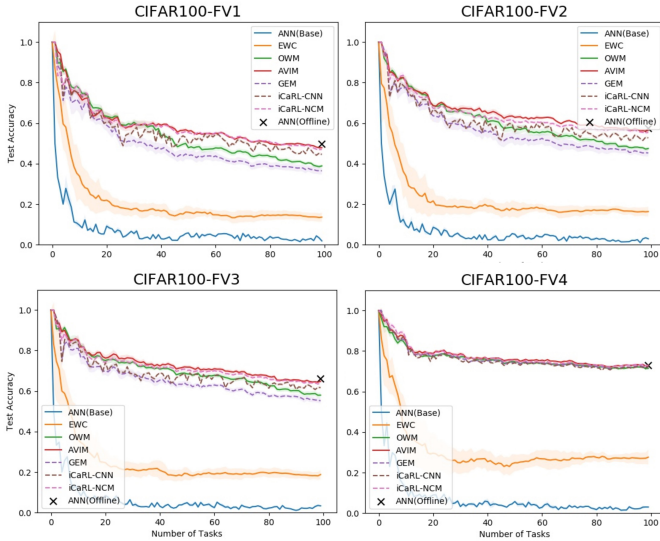 CIFAR100-FV1
1.0
0.8
0.6
0.4
0.2
0.0
Test Accuracy
ANN(Base)
EWC
OWM
AVIM
GEM
iCaRL-CNN
iCaRL-NCM
ANN(Offline)
0 20 40 60 80 100
CIFAR100-FV2
1.0
0.8
0.6
0.4
0.2
0.0
ANN(Base)
EWC
OWM
AVIM
GEM
iCaRL-CNN
iCaRL-NCM
ANN(Offline)
0 20 40 60 80 100
CIFAR100-FV3
1.0
0.8
0.6
0.4
0.2
0.0
Test Accuracy
ANN(Base)
EWC
OWM
AVIM
GEM
iCaRL-CNN
iCaRL-NCM
ANN(Offline)
0 20 40 60 80 100
Number of Tasks
CIFAR100-FV4
1.0
0.8
0.6
0.4
0.2
0.0
ANN(Base)
EWC
OWM
AVIM
GEM
iCaRL-CNN
iCaRL-NCM
ANN(Offline)
0 20 40 60 80 100
Number of Tasks